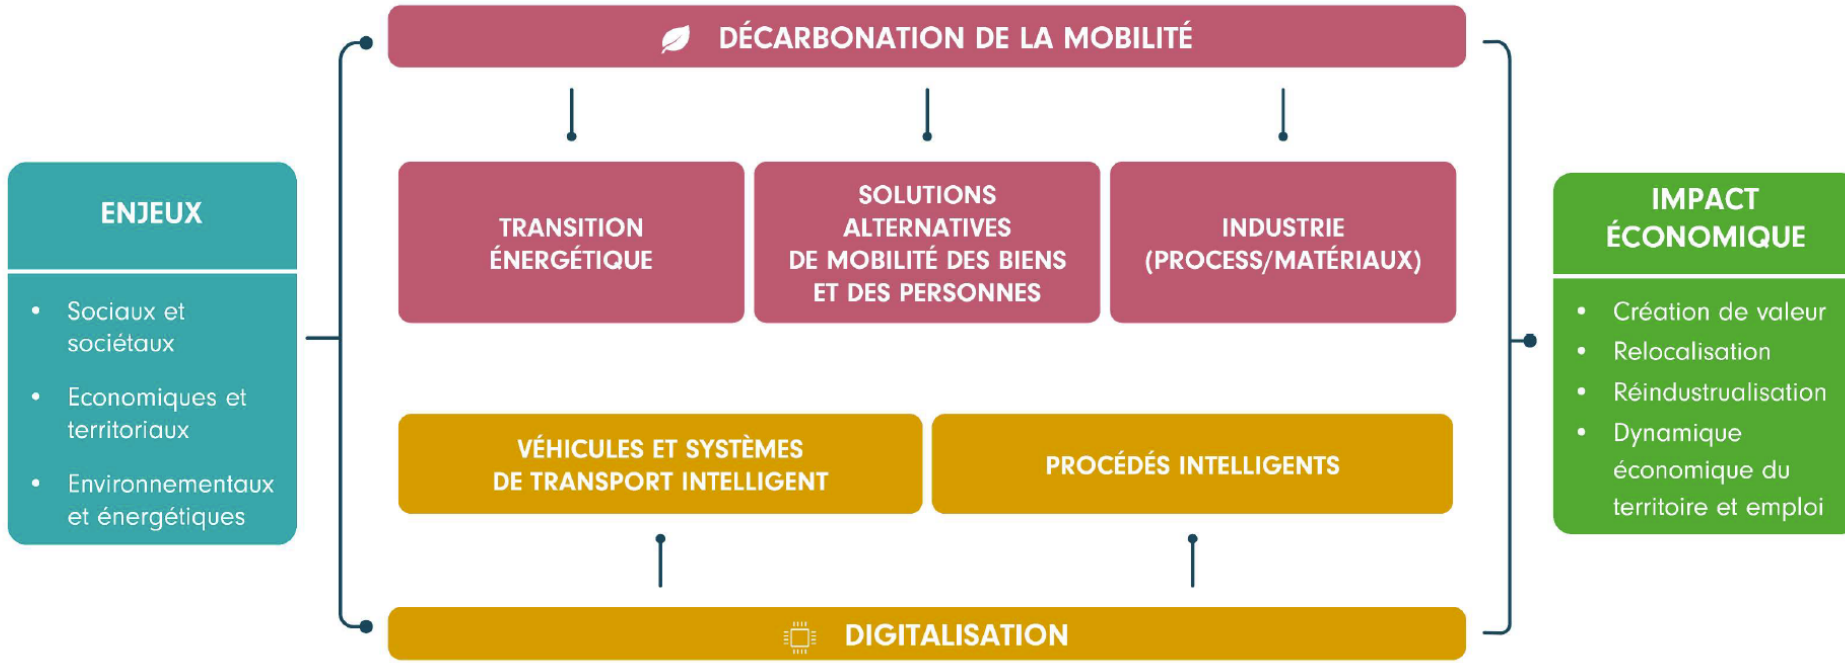 DÉCARBONATION DE LA MOBILITÉ
ENJEUX
• Sociaux et
sociétaux
• Economiques et
territoriaux
• Environnementaux
et énergétiques
TRANSITION
ÉNERGÉTIQUE
SOLUTIONS
ALTERNATIVES
DE MOBILITÉ DES BIENS
ET DES PERSONNES
INDUSTRIE
(PROCESS/MATÉRIAUX)
VÉHICULES ET SYSTÈMES
DE TRANSPORT INTELLIGENT
PROCÉDÉS INTELLIGENTS
DIGITALISATION
IMPACT
ÉCONOMIQUE
• Création de valeur
• Relocalisation
• Réindustrualisation
• Dynamique
économique du
territoire et emploi